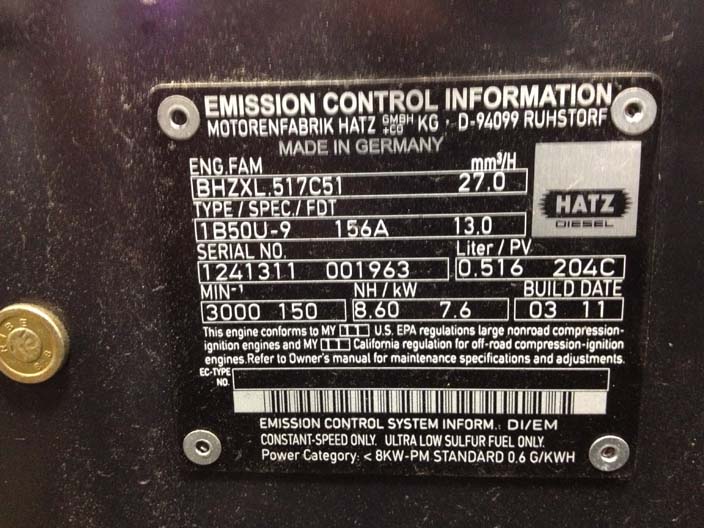 EMISSION CONTROL INFORMATION
MOTORENFABRIK HATZ GMBH +CO KG, D-94099 RUHSTORF
MADE IN GERMANY
ENG.FAM mm³/H
BHZXL.517C51 27.0
HATZ
DIESEL
TYPE / SPEC./ FDT
1B50U-9 156A 13.0
SERIAL NO. Liter / PV
1241311 001963 0.516 204C
MIN-¹ NH / kW BUILD DATE
3000 150 8.60 7.6 03 11
This engine conforms to MY 11 U.S. EPA regulations large nonroad compression-
ignition engines and MY 11 California regulation for off-road compression-ignition
engines.Refer to Owner's manual for maintenance specifications and adjustments.
EC-TYPE
NO.
EMISSION CONTROL SYSTEM INFORM.: DI/EM
CONSTANT-SPEED ONLY. ULTRA LOW SULFUR FUEL ONLY.
Power Category: < 8KW-PM STANDARD 0.6 G/KWH